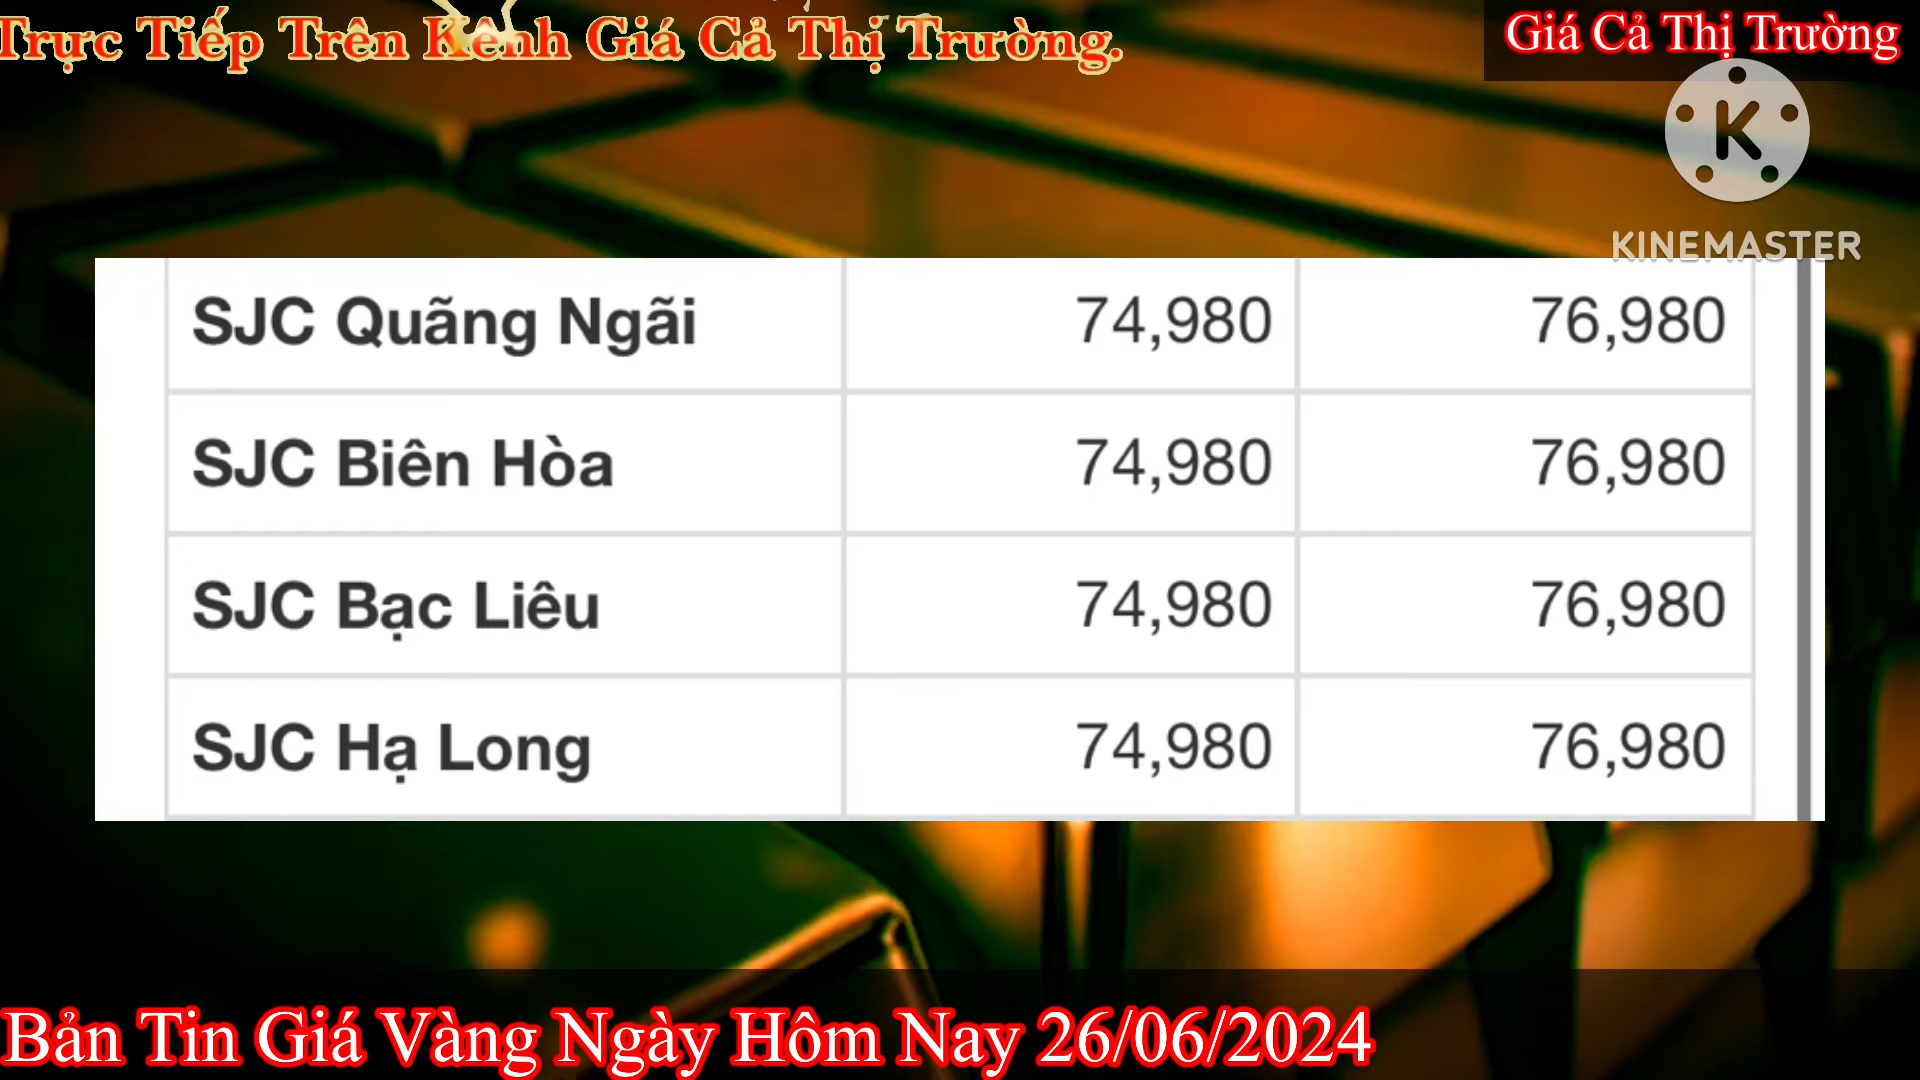 Trực Tiếp Trên Kênh Giá Cả Thị Trường.
Giá Cả Thị Trường
K
KINEMASTER
SJC Quãng Ngãi 74,980 76,980
SJC Biên Hòa 74,980 76,980
SJC Bạc Liêu 74,980 76,980
SJC Hạ Long 74,980 76,980
Bản Tin Giá Vàng Ngày Hôm Nay 26/06/2024